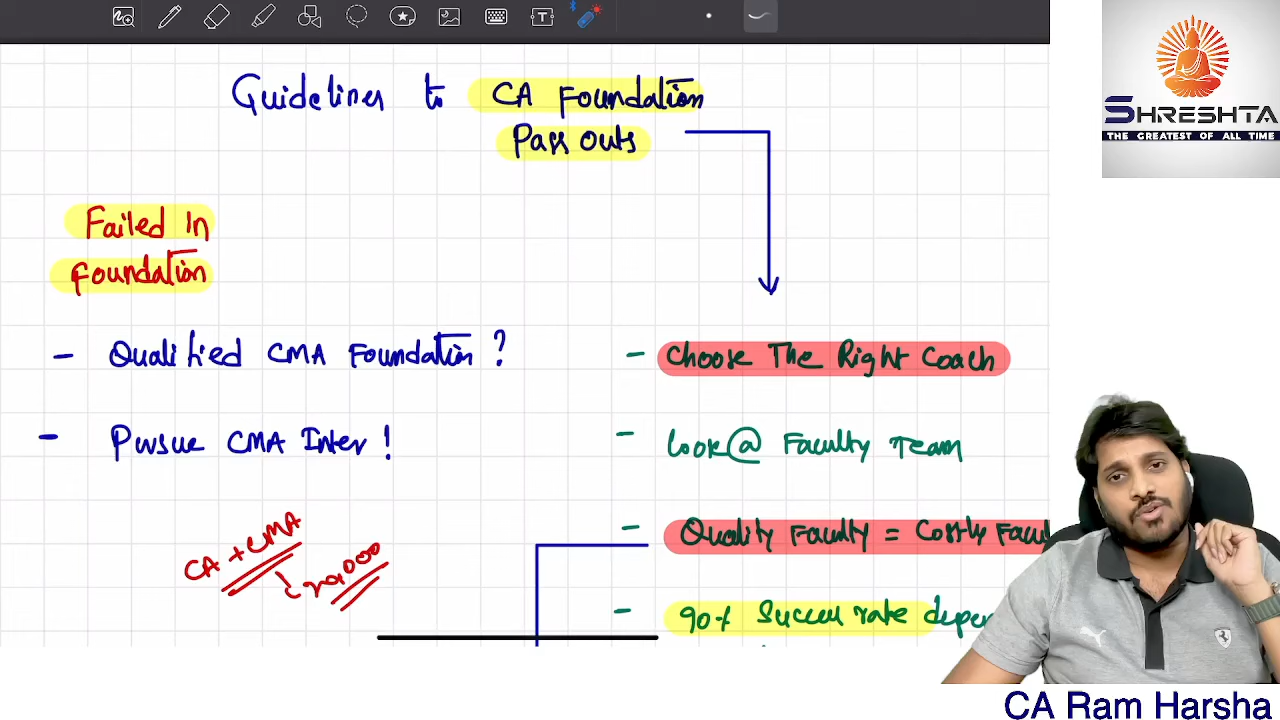 Guidelines to CA Foundation
Pass Outs
SHRESHTA
THE GREATEST OF ALL TIME
Failed In
Foundation
- Qualified CMA Foundation ?
- Pursue CMA Inter !
CA + CMA
- Choose The Right Coach
- Look@ Faculty Team
- Quality Faculty = Costly Facul
- 90% Success rate depen
CA Ram Harsha